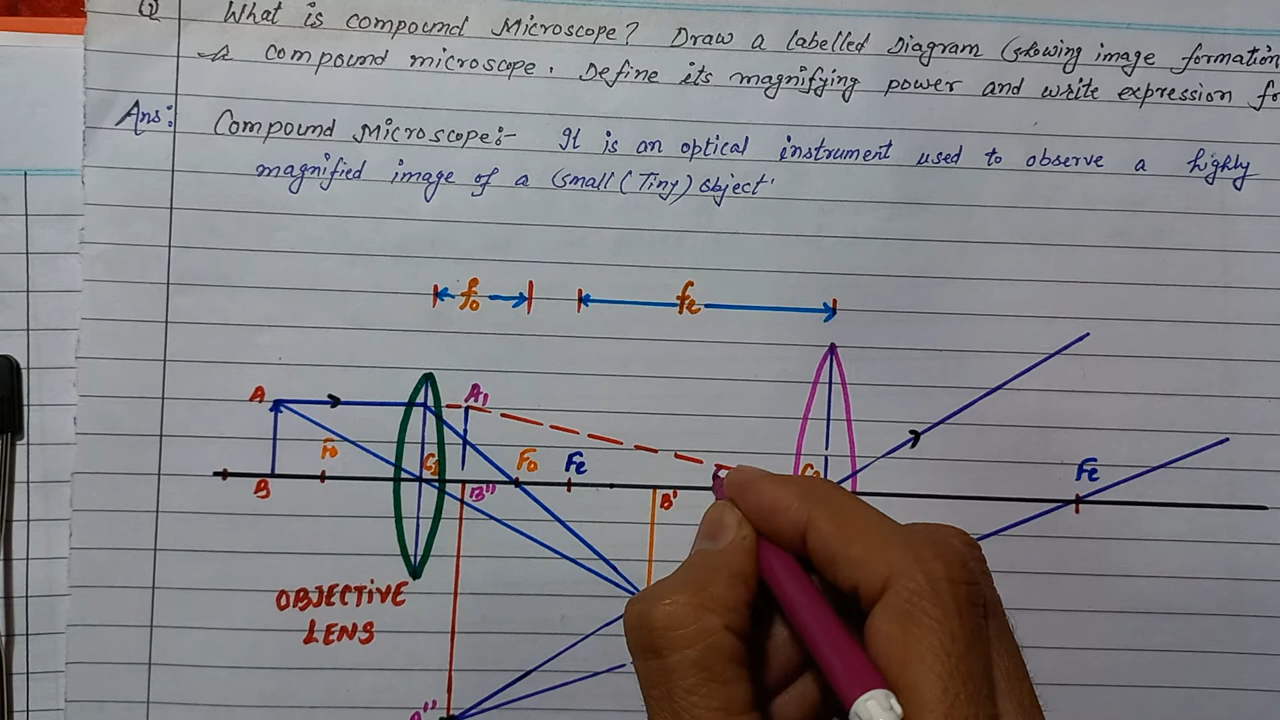 Q) What is compound Microscope? Draw a labelled Diagram (showing image formation
compound microscope. Define its magnifying power and write expression fo
Ans: Compound Microscope:- It is an optical instrument used to observe a highly
magnified image of a small (Tiny) object'
fo fe
A A1
Fo C1 Fo Fe C2 Fe
B B'' B'
OBJECTIVE
LENS
A''